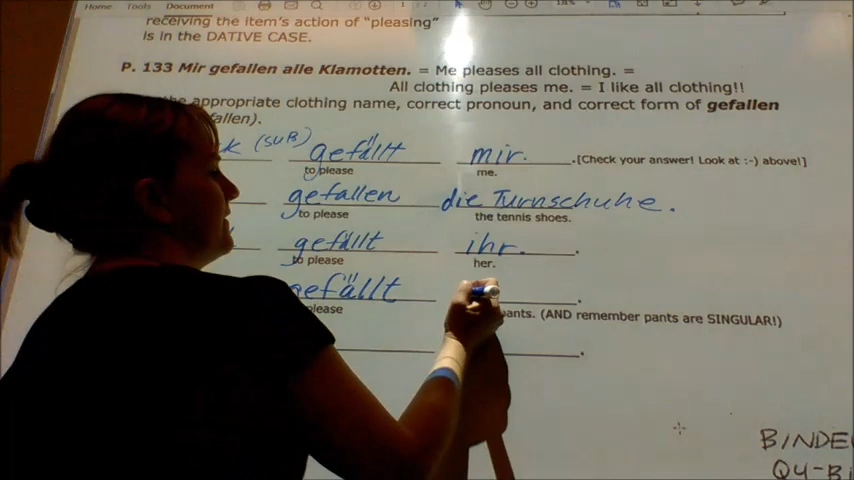 Home Tools Document
receiving the item's action of "pleasing"
is in the DATIVE CASE.
P. 133 Mir gefallen alle Klamotten. = Me pleases all clothing. =
All clothing pleases me. = I like all clothing!!
the appropriate clothing name, correct pronoun, and correct form of gefallen
k (SUB) gefällt mir. .[Check your answer! Look at :-) above!]
to please me.
gefallen die Turnschuhe.
to please the tennis shoes.
gefällt ihr. .
to please her.
gefällt .
please pants. (AND remember pants are SINGULAR!)
.
BINDE
Q4-Bi